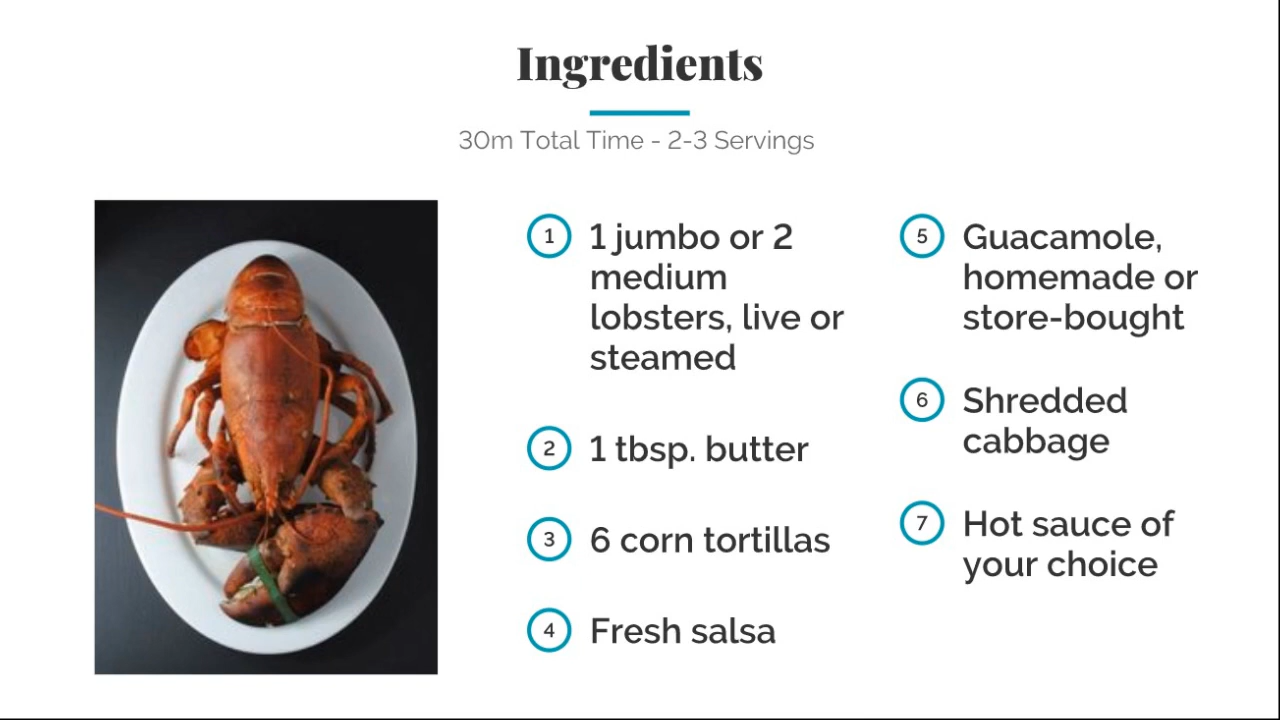 Ingredients
30m Total Time - 2-3 Servings
1
1 jumbo or 2
medium
lobsters, live or
steamed
2
1 tbsp. butter
3
6 corn tortillas
4
Fresh salsa
5
Guacamole,
homemade or
store-bought
6
Shredded
cabbage
7
Hot sauce of
your choice